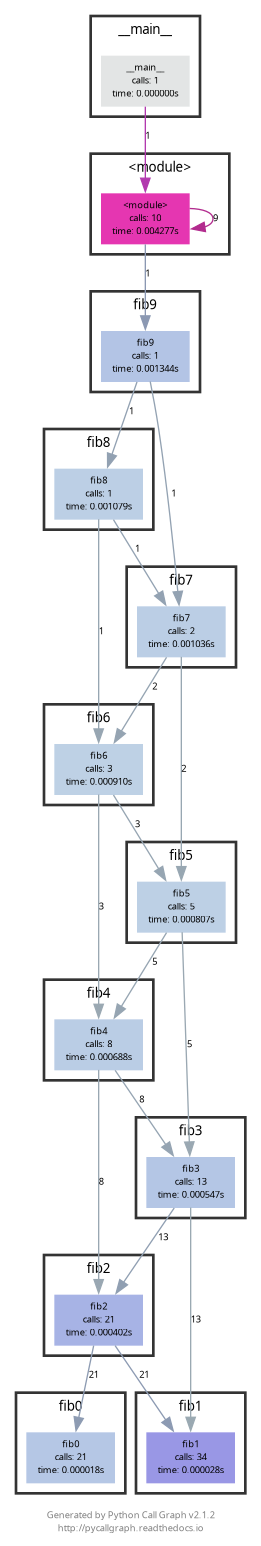 __main__
__main__
calls: 1
time: 0.000000s
1
<module>
<module>
calls: 10
time: 0.004277s
9
1
fib9
fib9
calls: 1
time: 0.001344s
1
fib8
fib8
calls: 1
time: 0.001079s
1
1
fib7
fib7
calls: 2
time: 0.001036s
1
2
fib6
fib6
calls: 3
time: 0.000910s
2
3
fib5
fib5
calls: 5
time: 0.000807s
3
5
fib4
fib4
calls: 8
time: 0.000688s
5
8
fib3
fib3
calls: 13
time: 0.000547s
8
13
fib2
fib2
calls: 21
time: 0.000402s
13
21
21
fib0
fib0
calls: 21
time: 0.000018s
fib1
fib1
calls: 34
time: 0.000028s
Generated by Python Call Graph v2.1.2
http://pycallgraph.readthedocs.io